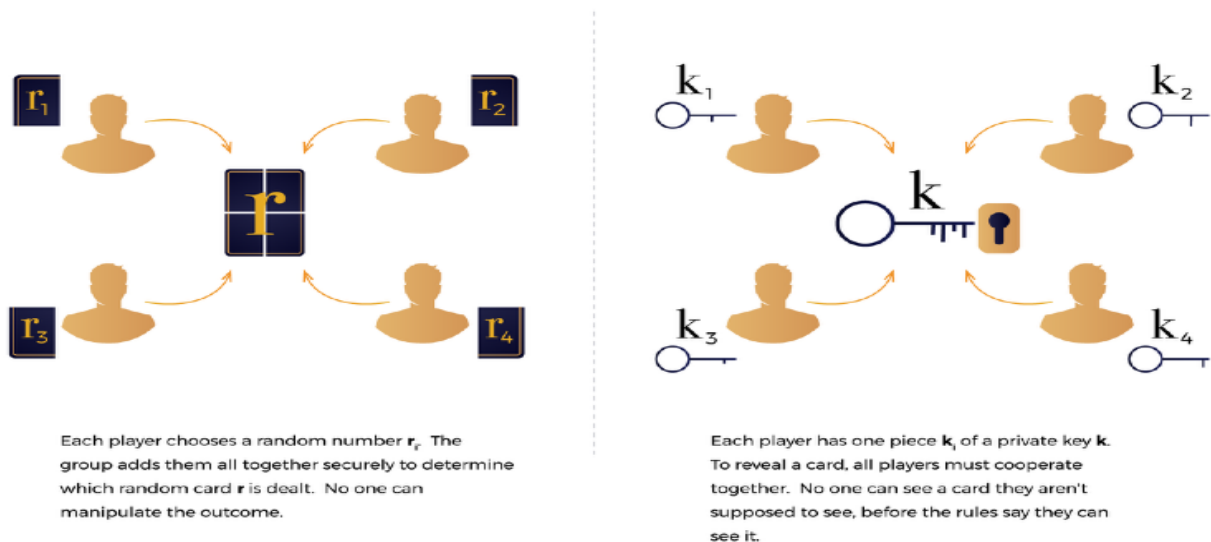 r1
r2
r
r3
r4
Each player chooses a random number ri. The
group adds them all together securely to determine
which random card r is dealt. No one can
manipulate the outcome.
k1
k2
k
k3
k4
Each player has one piece ki of a private key k.
To reveal a card, all players must cooperate
together. No one can see a card they aren't
supposed to see, before the rules say they can
see it.